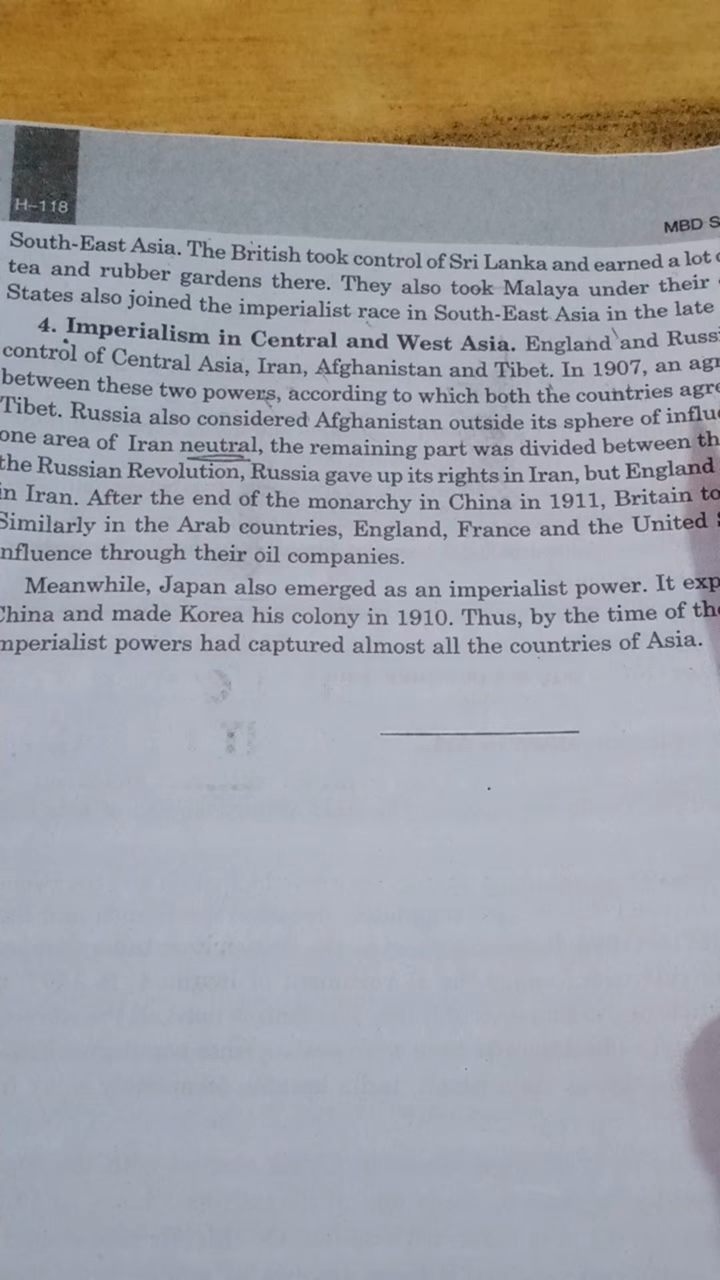 H–118
MBD
South-East Asia. The British took control of Sri Lanka and earned a lot
tea and rubber gardens there. They also took Malaya under their
States also joined the imperialist race in South-East Asia in the late
4. Imperialism in Central and West Asia. England and
control of Central Asia, Iran, Afghanistan and Tibet. In 1907, an
between these two powers, according to which both the countries
Tibet. Russia also considered Afghanistan outside its sphere of
one area of Iran neutral, the remaining part was divided between
the Russian Revolution, Russia gave up its rights in Iran, but England
in Iran. After the end of the monarchy in China in 1911, Britain
Similarly in the Arab countries, England, France and the United
nfluence through their oil companies.
Meanwhile, Japan also emerged as an imperialist power. It
China and made Korea his colony in 1910. Thus, by the time of
mperialist powers had captured almost all the countries of Asia.